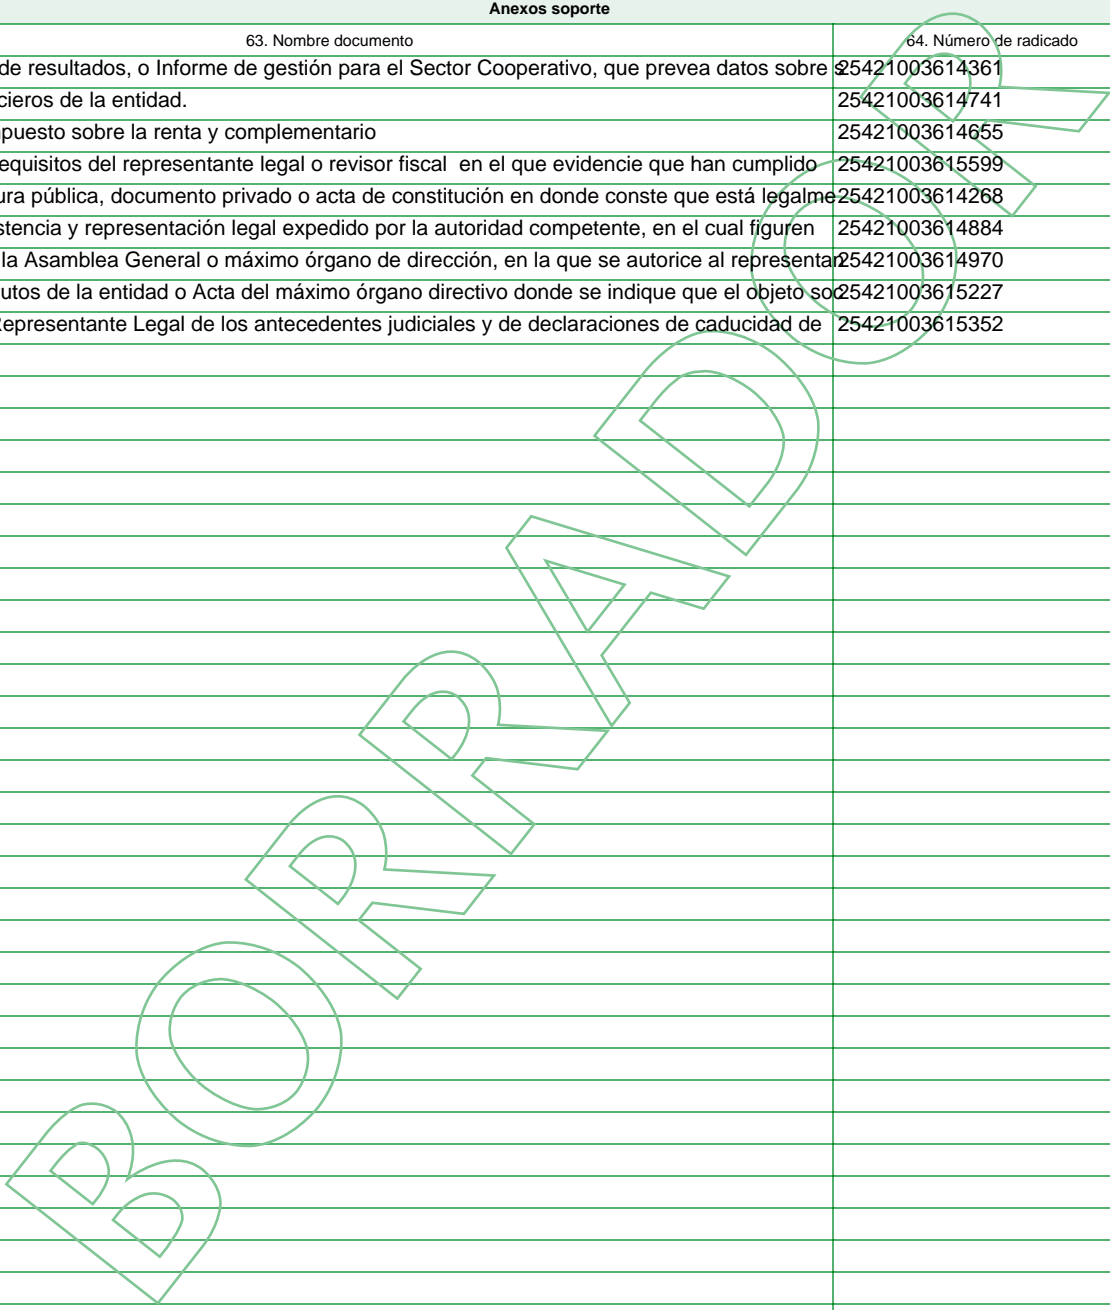 Anexos soporte
63. Nombre documento 64. Número de radicado
de resultados, o Informe de gestión para el Sector Cooperativo, que prevea datos sobre s 25421003614361
cieros de la entidad. 25421003614741
puesto sobre la renta y complementario 25421003614655
equisitos del representante legal o revisor fiscal en el que evidencie que han cumplido 25421003615599
ura pública, documento privado o acta de constitución en donde conste que está legalme 25421003614268
stencia y representación legal expedido por la autoridad competente, en el cual figuren 25421003614884
la Asamblea General o máximo órgano de dirección, en la que se autorice al representan 25421003614970
utos de la entidad o Acta del máximo órgano directivo donde se indique que el objeto soc 25421003615227
Representante Legal de los antecedentes judiciales y de declaraciones de caducidad de 25421003615352
BORRADOR